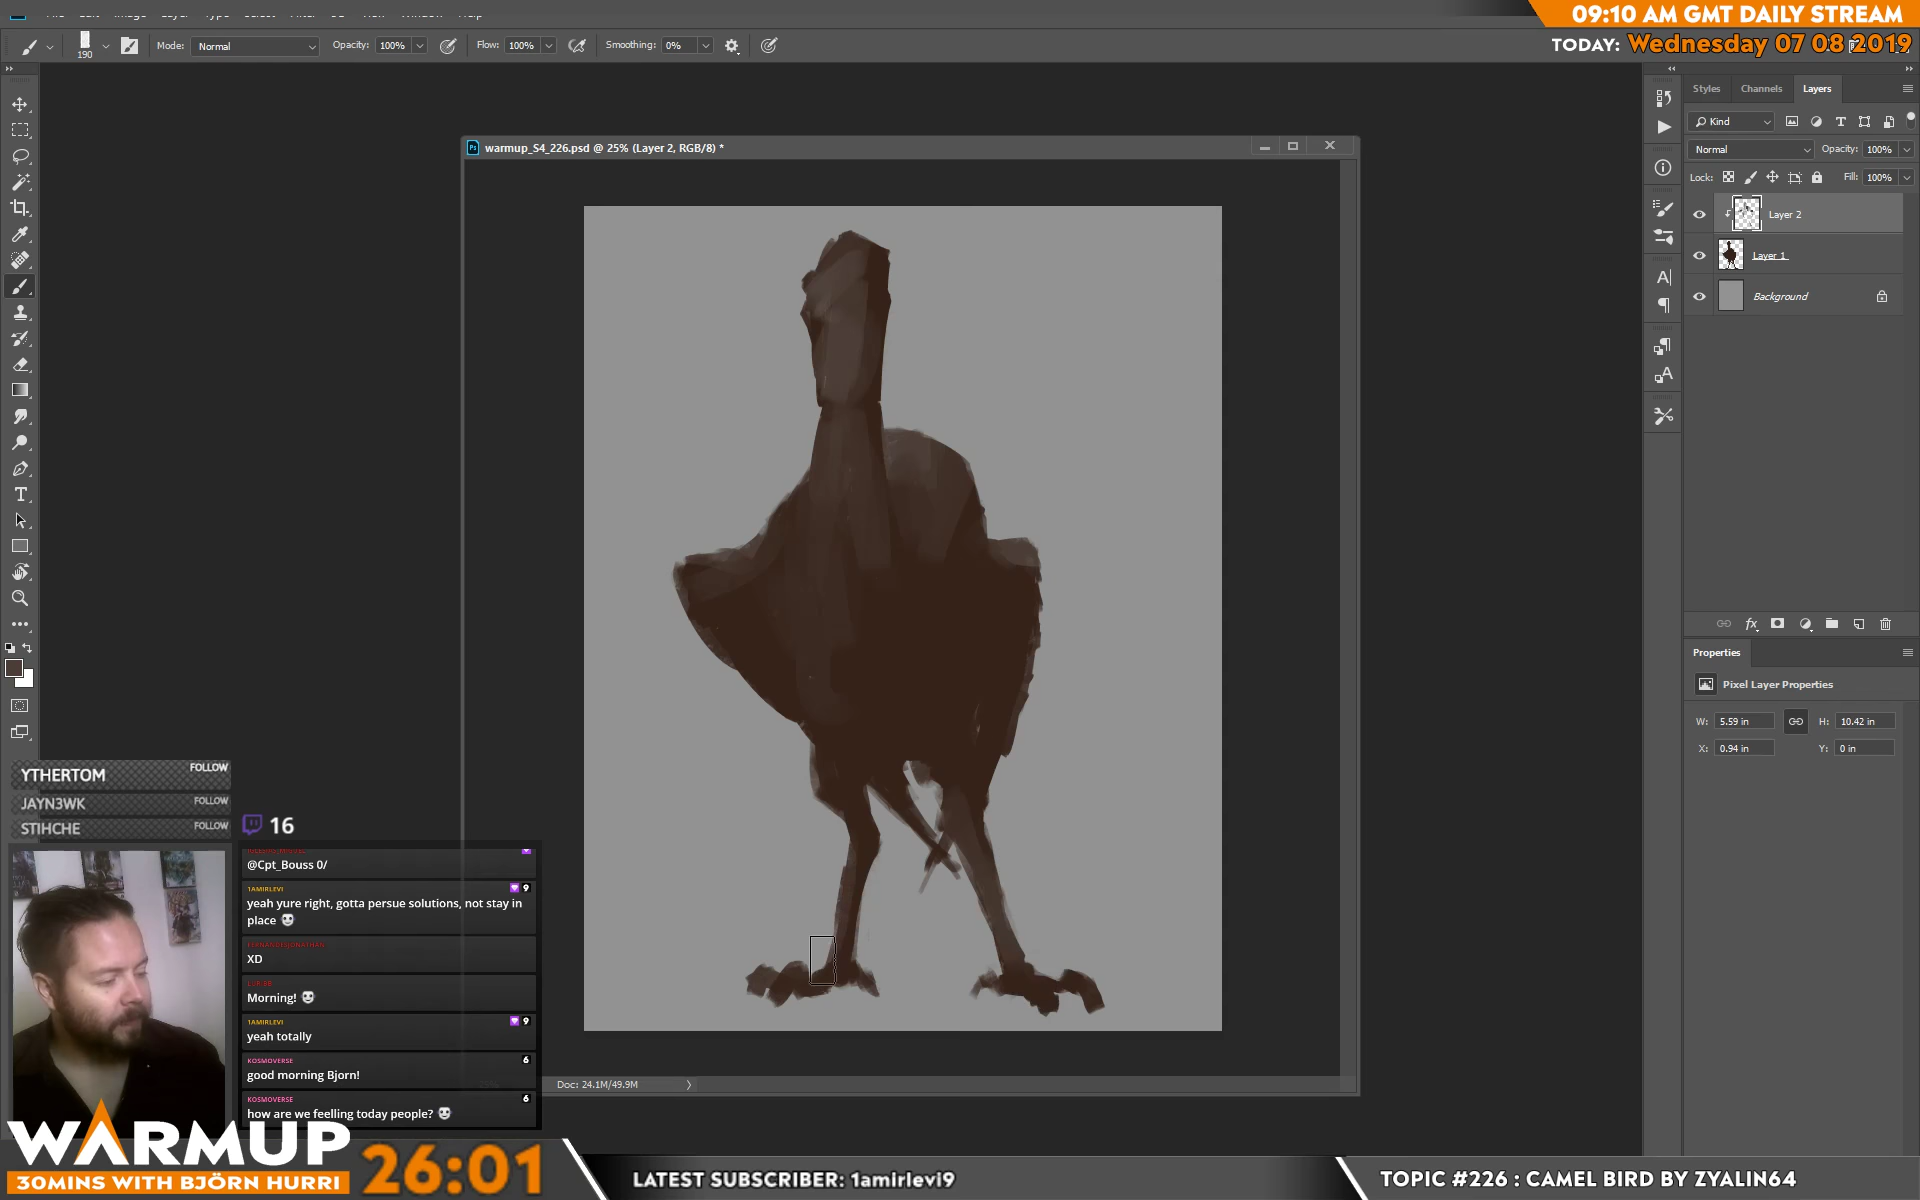 09:10 AM GMT DAILY STREAM
TODAY: Wednesday 07 08 2019
190
Mode: Normal
Opacity: 100%
Flow: 100%
Smoothing: 0%
warmup_S4_226.psd @ 25% (Layer 2, RGB/8) *
Styles Channels Layers
Kind
Normal
Opacity: 100%
Lock:
Fill: 100%
Layer 2
Layer 1
Background
Properties
Pixel Layer Properties
W: 5.59 in
H: 10.42 in
X: 0.94 in
Y: 0 in
YTHERTOM FOLLOW
JAYN3WK FOLLOW
STIHCHE FOLLOW
16
@Cpt_Bouss 0/
1AMIRLEVI 9
yeah yure right, gotta persue solutions, not stay in
place
XD
Morning!
1AMIRLEVI 9
yeah totally
KOSMOVERSE 6
good morning Bjorn!
KOSMOVERSE 6
how are we feelling today people?
Doc: 24.1M/49.9M
WARMUP
30MINS WITH BJÖRN HURRI
26:01
LATEST SUBSCRIBER: 1amirlevi9
TOPIC #226 : CAMEL BIRD BY ZYALIN64